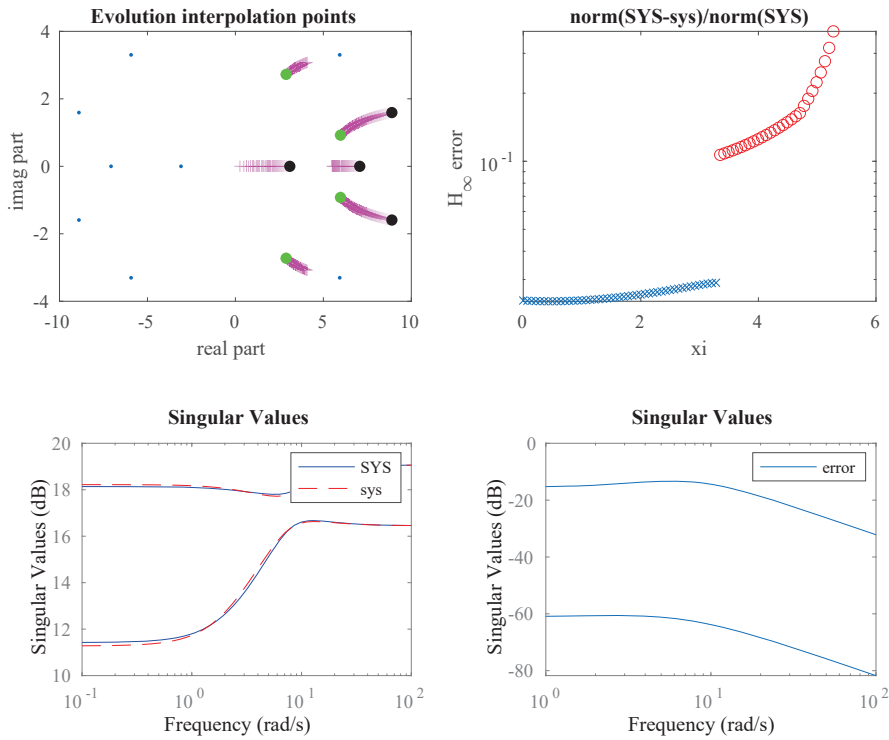 Evolution interpolation points
4
2
0
-2
-4
imag part
-10
-5
0
5
10
real part
norm(SYS-sys)/norm(SYS)
10^-1
H_∞ error
0
2
4
6
xi
Singular Values
20
18
16
14
12
10
Singular Values (dB)
SYS
sys
10^-1
10^0
10^1
10^2
Frequency (rad/s)
Singular Values
0
-20
-40
-60
-80
Singular Values (dB)
error
10^0
10^1
10^2
Frequency (rad/s)